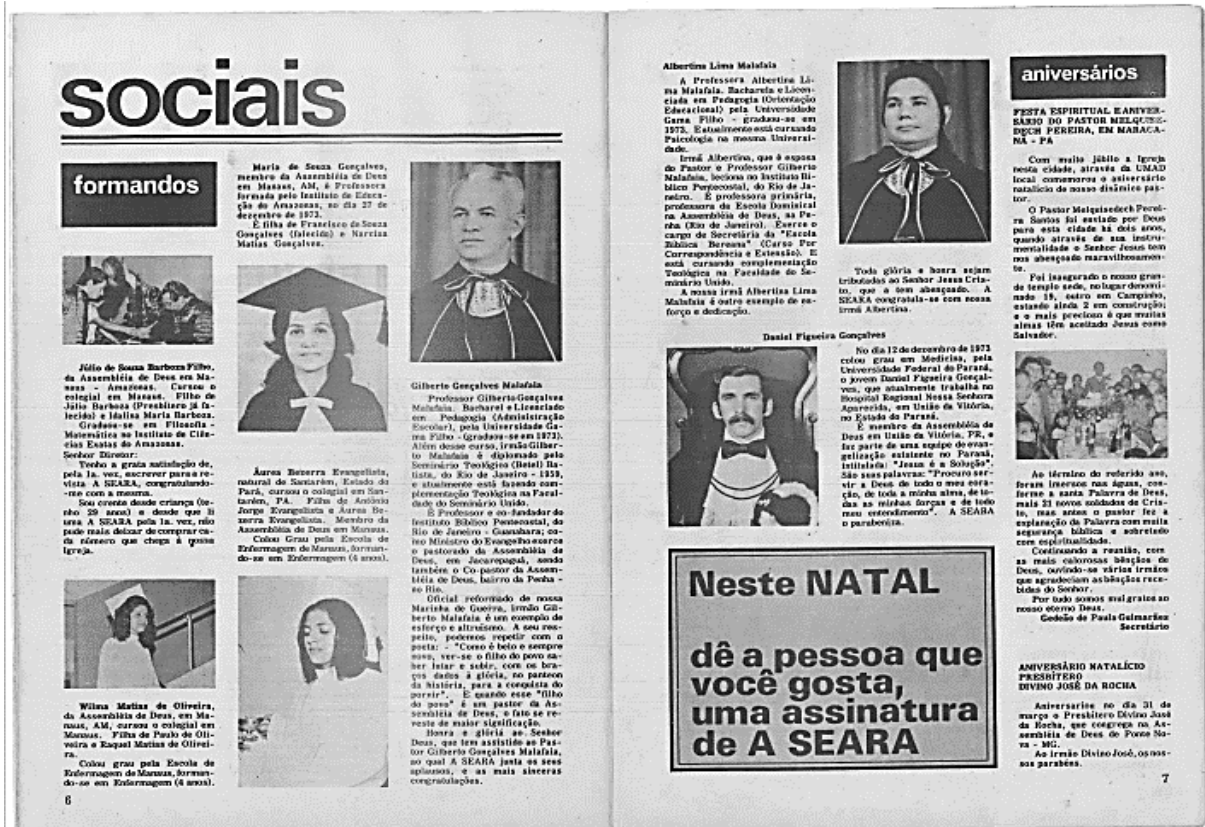 sociais
formandos
Júlio de Souza Barboza Filho,
da Assembléia de Deus em Ma-
naus - Amazonas. Cursou o
colegial em Manaus. Filho de
Júlio Barboza (Presbítero já fa-
lecido) e Idalina Maria Barboza.
Graduou-se em Filosofia -
Matemática no Instituto de Ciên-
cias Exatas do Amazonas.
Senhor Diretor:
Tenho a grata satisfação de,
pela 1a. vez, escrever para a re-
vista A SEARA, congratulando-
-me com a mesma.
Sou crente desde criança (te-
nho 29 anos) e desde que li
uma A SEARA pela 1a. vez, não
pude mais deixar de comprar ca-
da número que chega à nossa
Igreja.
Wilma Matias de Oliveira,
da Assembléia de Deus, em Ma-
naus, AM, cursou o colegial em
Manaus. Filha de Paulo de Oli-
veira e Raquel Matias de Olivei-
ra.
Colou grau pela Escola de
Enfermagem de Manaus, forman-
do-se em Enfermagem (4 anos).
6
Maria de Souza Gonçalves,
membro da Assembléia de Deus
em Manaus, AM, é Professora
formada pelo Instituto de Educa-
ção do Amazonas, no dia 27 de
dezembro de 1973.
É filha de Francisco de Souza
Gonçalves (falecido) e Narcisa
Matias Gonçalves.
Áurea Bezerra Evangelista,
natural de Santarém, Estado do
Pará, cursou o colegial em San-
tarém, PA. Filha de Antônio
Jorge Evangelista e Áurea Be-
zerra Evangelista. Membro da
Assembléia de Deus em Manaus.
Colou Grau pela Escola de
Enfermagem de Manaus, forman-
do-se em Enfermagem (4 anos).
Gilberto Gonçalves Malafaia
Professor Gilberto Gonçalves
Malafaia. Bacharel e Licenciado
em Pedagogia (Administração
Escolar), pela Universidade Ga-
ma Filho - (graduou-se em 1973).
Além desse curso, irmão Gilber-
to Malafaia é diplomado pelo
Seminário Teológico (Betel) Ba-
tista, do Rio de Janeiro - 1959,
e atualmente está fazendo com-
plementação Teológica na Facul-
dade do Seminário Unido.
É Professor e co-fundador do
Instituto Bíblico Pentecostal, do
Rio de Janeiro - Guanabara; co-
mo Ministro do Evangelho exerce
o pastorado da Assembléia de
Deus, em Jacarepaguá, sendo
também o Co-pastor da Assem-
bléia de Deus, bairro da Penha -
no Rio.
Oficial reformado de nossa
Marinha de Guerra, irmão Gil-
berto Malafaia é um exemplo de
esforço e altruísmo. A seu res-
peito, podemos repetir com o
poeta: - "Como é belo e sempre
novo, ver-se o filho do povo sa-
ber lutar e subir, com os bra-
ços dados à glória, no panteon
da história, para a conquista do
porvir". E quando esse "filho
do povo" é um pastor da As-
sembléia de Deus, o fato se re-
veste de maior significação.
Honra e glória ao Senhor
Deus, que tem assistido ao Pas-
tor Gilberto Gonçalves Malafaia,
ao qual A SEARA junta os seus
aplausos, e as mais sinceras
congratulações.
Albertina Lima Malafaia
A Professora Albertina Li-
ma Malafaia. Bacharela e Licen-
ciada em Pedagogia (Orientação
Educacional) pela Universidade
Gama Filho - graduou-se em
1973. E atualmente está cursando
Psicologia na mesma Universi-
dade.
Irmã Albertina, que é esposa
do Pastor e Professor Gilberto
Malafaia, leciona no Instituto Bí-
blico Pentecostal, do Rio de Ja-
neiro. É professora primária,
professora da Escola Dominical
na Assembléia de Deus, na Pe-
nha (Rio de Janeiro). Exerce o
cargo de Secretária da "Escola
Bíblica Bereana" (Curso Por
Correspondência e Extensão). E
está cursando complementação
Teológica na Faculdade do Se-
minário Unido.
A nossa irmã Albertina Lima
Malafaia é outro exemplo de es-
forço e dedicação.
Toda glória e honra sejam
tributadas ao Senhor Jesus Cris-
to, que a tem abençoado. A
SEARA congratula-se com nossa
irmã Albertina.
Daniel Figueira Gonçalves
No dia 12 de dezembro de 1973
colou grau em Medicina, pela
Universidade Federal do Paraná,
o jovem Daniel Figueira Gonçal-
ves, que atualmente trabalha no
Hospital Regional Nossa Senhora
Aparecida, em União da Vitória,
no Estado do Paraná.
É membro da Assembléia de
Deus em União da Vitória, PR, e
fez parte de uma equipe de evan-
gelização existente no Paraná,
intitulada: "Jesus é a Solução".
São seus palavras: "Procuro ser-
vir a Deus de todo o meu cora-
ção, de toda a minha alma, de to-
das as minhas forças e de todo
meu entendimento". A SEARA
o parabeniza.
Neste NATAL
dê a pessoa que
você gosta,
uma assinatura
de A SEARA
aniversários
FESTA ESPIRITUAL E ANIVER-
SÁRIO DO PASTOR MELQUISE-
DECH PEREIRA, EM MARACA-
NÃ - PA
Com muito júbilo a Igreja
nesta cidade, através da UMAD
local comemorou o aniversário
natalício de nosso dinâmico pas-
tor.
O Pastor Melquisedech Perei-
ra Santos foi enviado por Deus
para esta cidade há dois anos,
quando através de sua instru-
mentalidade o Senhor Jesus tem
nos abençoado maravilhosamen-
te.
Foi inaugurado o nosso gran-
de templo sede, no lugar denomi-
nado 19, outro em Campinho,
estando ainda 2 em construção;
e o mais precioso é que muitas
almas têm aceitado Jesus como
Salvador.
Ao término do referido ano,
foram imersos nas águas, con-
forme a santa Palavra de Deus,
mais 21 novos soldados de Cris-
to, mas antes o pastor fez a
explanação da Palavra com muita
segurança bíblica e sobretudo
com espiritualidade.
Continuando a reunião, com
as mais calorosas bênçãos de
Deus, ouvindo-se vários irmãos
que agradeciam as bênçãos rece-
bidas do Senhor.
Por tudo somos mui gratos ao
nosso eterno Deus.
Gedeão de Paula Guimarães
Secretário
ANIVERSÁRIO NATALÍCIO
PRESBÍTERO
DIVINO JOSÉ DA ROCHA
Aniversariou no dia 31 de
março o Presbítero Divino José
da Rocha, que congrega na As-
sembléia de Deus de Ponte No-
va - MG.
Ao irmão Divino José, os nos-
sos parabéns.
7